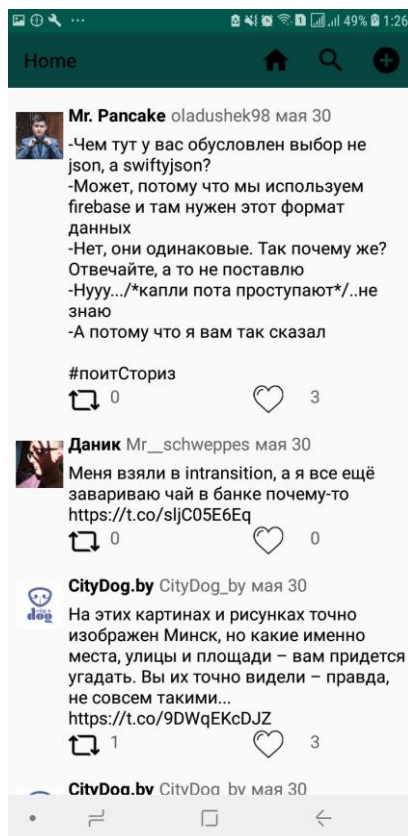 49% 1:26
Home
Mr. Pancake oladushek98 мая 30
-Чем тут у вас обусловлен выбор не
json, а swiftyjson?
-Может, потому что мы используем
firebase и там нужен этот формат
данных
-Нет, они одинаковые. Так почему же?
Отвечайте, а то не поставлю
-Нууу.../*капли пота проступают*/..не
знаю
-А потому что я вам так сказал
#поитСториз
0 3
Даник Mr__schweppes мая 30
Меня взяли в intransition, а я все ещё
завариваю чай в банке почему-то
https://t.co/sljC05E6Eq
0 0
city's
dog
CityDog.by CityDog_by мая 30
На этих картинах и рисунках точно
изображен Минск, но какие именно
места, улицы и площади – вам придется
угадать. Вы их точно видели – правда,
не совсем такими...
https://t.co/9DWqEKcDJZ
1 3
CityDog.by CityDog_by мая 30